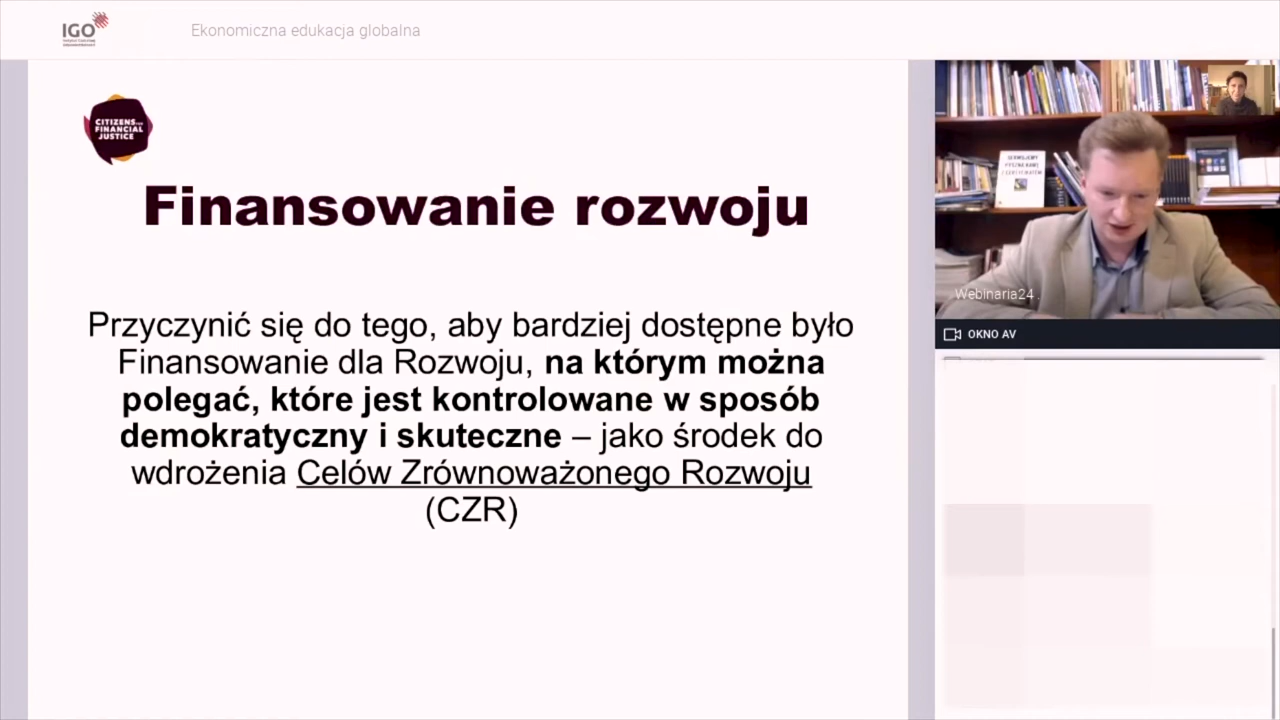 IGO
Ekonomiczna edukacja globalna
CITIZENS FOR
FINANCIAL
JUSTICE
Finansowanie rozwoju
Przyczynić się do tego, aby bardziej dostępne było
Finansowanie dla Rozwoju, na którym można
polegać, które jest kontrolowane w sposób
demokratyczny i skuteczne – jako środek do
wdrożenia Celów Zrównoważonego Rozwoju
(CZR)
Webinaria24 .
OKNO AV